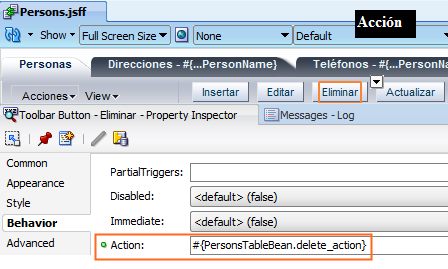 Persons.jsff
Show Full Screen Size None Default
Acción
Personas Direcciones - #{...PersonName} Teléfonos - #{...PersonNa
Acciones View Insertar Editar Eliminar Actualizar
Toolbar Button - Eliminar - Property Inspector Messages - Log
Common
Appearance
Style
Behavior
Advanced
PartialTriggers:
Disabled: <default> (false)
Immediate: <default> (false)
Action: #{PersonsTableBean.delete_action}